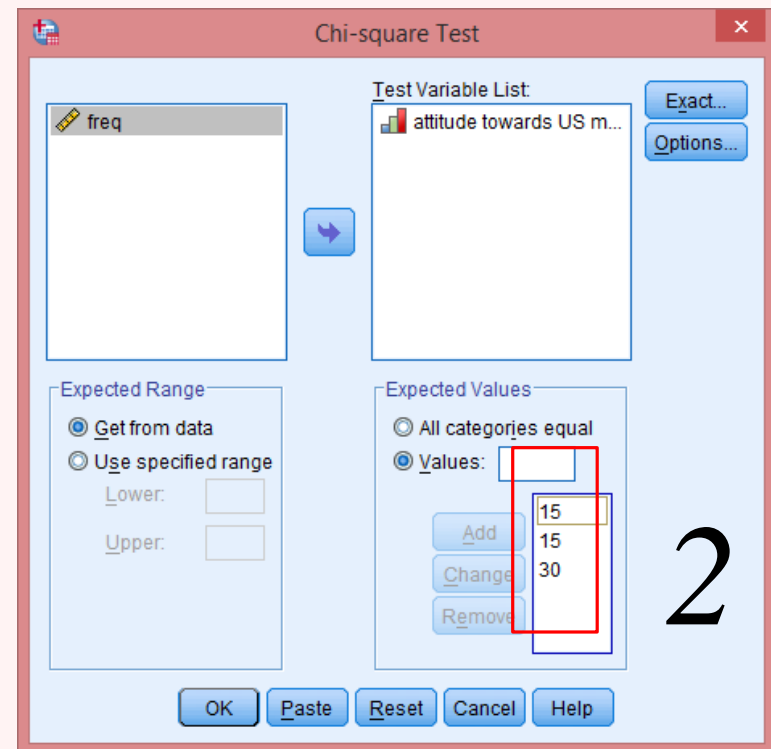 Chi-square Test
Test Variable List:
freq
attitude towards US m...
Exact...
Options...
Expected Range
Get from data
Use specified range
Lower:
Upper:
Expected Values
All categories equal
Values:
Add
Change
Remove
15
15
30
2
OK Paste Reset Cancel Help